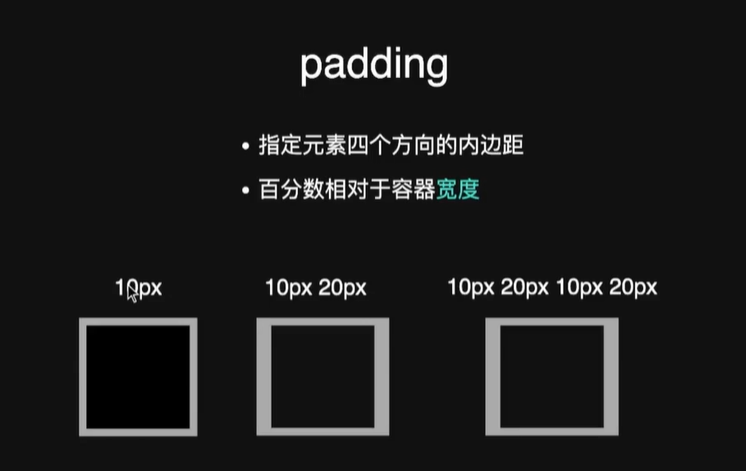 padding
• 指定元素四个方向的内边距
• 百分数相对于容器宽度
10px
10px 20px
10px 20px 10px 20px